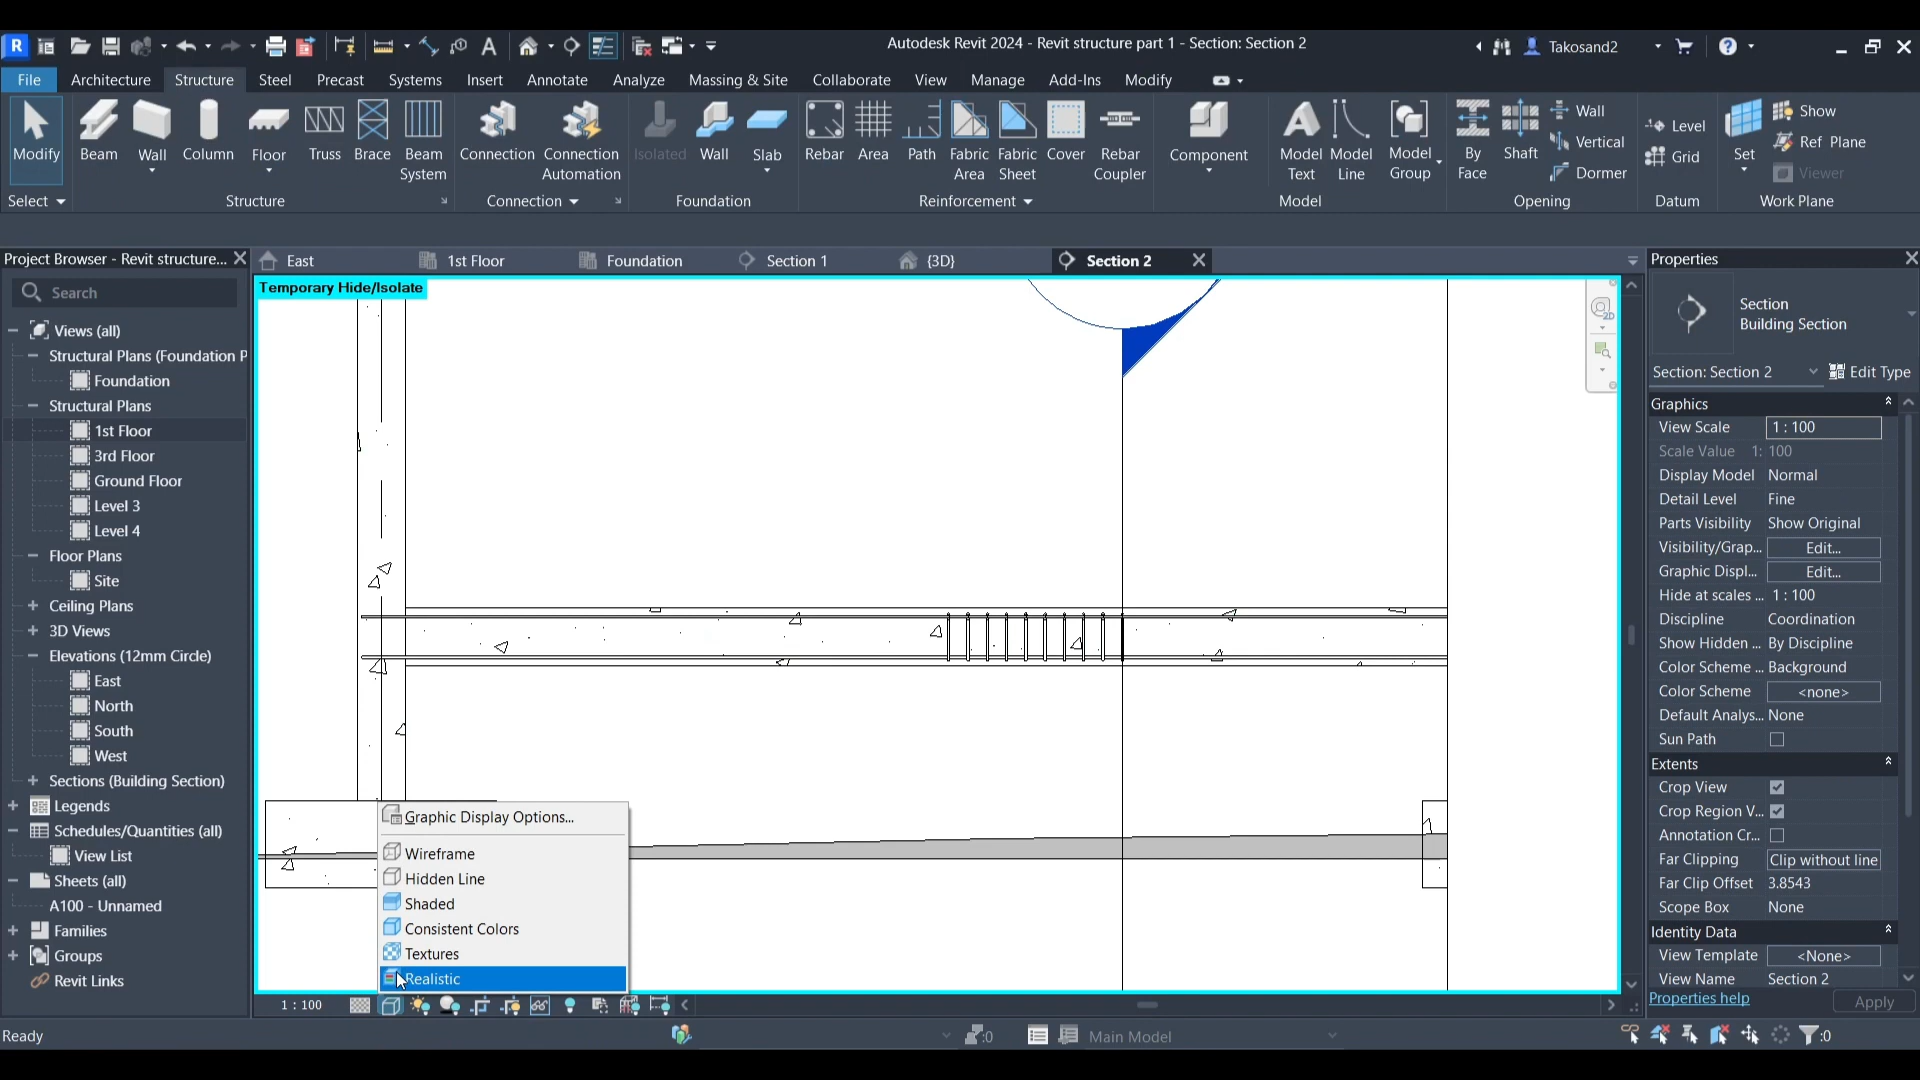 Autodesk Revit 2024 - Revit structure part 1 - Section: Section 2
Takosand2
File Architecture Structure Steel Precast Systems Insert Annotate Analyze Massing & Site Collaborate View Manage Add-Ins Modify
Modify
Beam
Wall
Column
Floor
Truss
Brace
Beam System
Connection
Connection Automation
Isolated
Wall
Slab
Rebar
Area
Path
Fabric Area
Fabric Sheet
Cover
Rebar Coupler
Component
Model Text
Model Line
Model Group
By Face
Shaft
Wall
Vertical
Dormer
Level
Grid
Set
Show
Ref Plane
Viewer
Select Structure Connection Foundation Reinforcement Model Opening Datum Work Plane
Project Browser - Revit structure...
Search
Views (all)
Structural Plans (Foundation P
Foundation
Structural Plans
1st Floor
3rd Floor
Ground Floor
Level 3
Level 4
Floor Plans
Site
Ceiling Plans
3D Views
Elevations (12mm Circle)
East
North
South
West
Sections (Building Section)
Legends
Schedules/Quantities (all)
View List
Sheets (all)
A100 - Unnamed
Families
Groups
Revit Links
East 1st Floor Foundation Section 1 {3D} Section 2
Temporary Hide/Isolate
2D
Graphic Display Options...
Wireframe
Hidden Line
Shaded
Consistent Colors
Textures
Realistic
1 : 100
Properties
Section
Building Section
Section: Section 2 Edit Type
Graphics
View Scale 1 : 100
Scale Value 1: 100
Display Model Normal
Detail Level Fine
Parts Visibility Show Original
Visibility/Grap... Edit...
Graphic Displ... Edit...
Hide at scales ... 1 : 100
Discipline Coordination
Show Hidden ... By Discipline
Color Scheme ... Background
Color Scheme <none>
Default Analys... None
Sun Path
Extents
Crop View
Crop Region V...
Annotation Cr...
Far Clipping Clip without line
Far Clip Offset 3.8543
Scope Box None
Identity Data
View Template <None>
View Name Section 2
Properties help Apply
Ready
:0
Main Model
:0